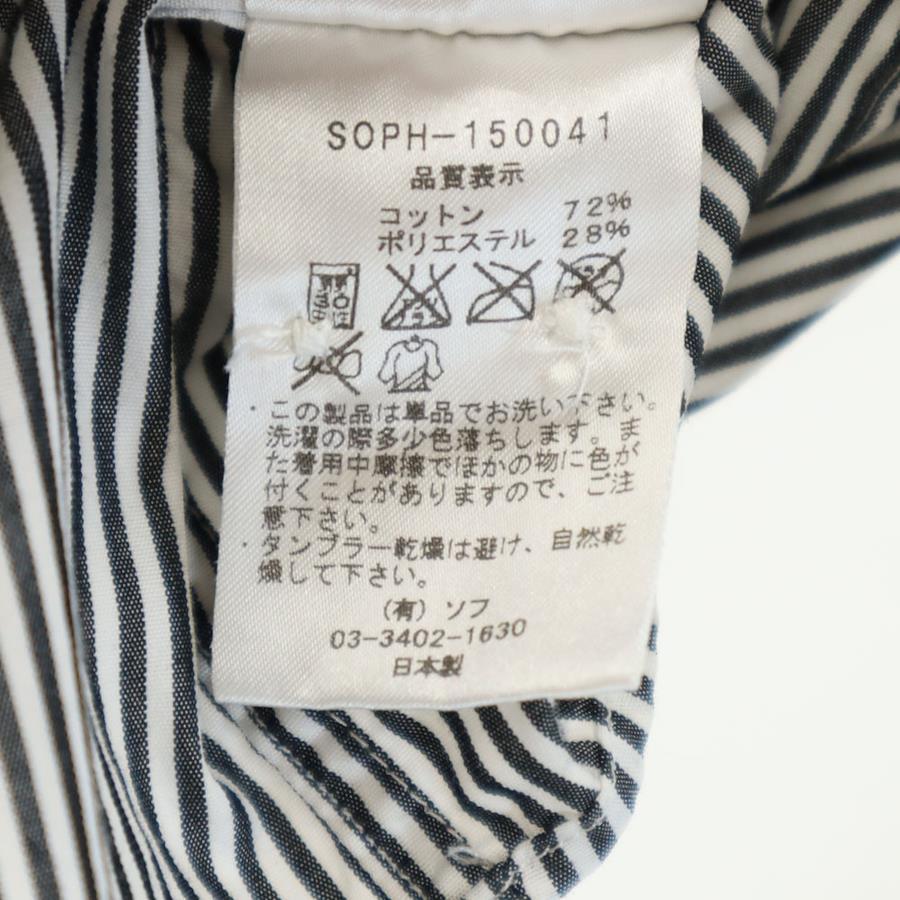 SOPH-150041
品質表示
コットン 72%
ポリエステル 28%
・この製品は単品でお洗い下さい。
洗濯の際多少色落ちします。ま
た着用中摩擦でほかの物に色が
付くことがありますので、ご注
意下さい。
・タンブラー乾燥は避け、自然乾
燥して下さい。
(有) ソフ
03-3402-1630
日本製